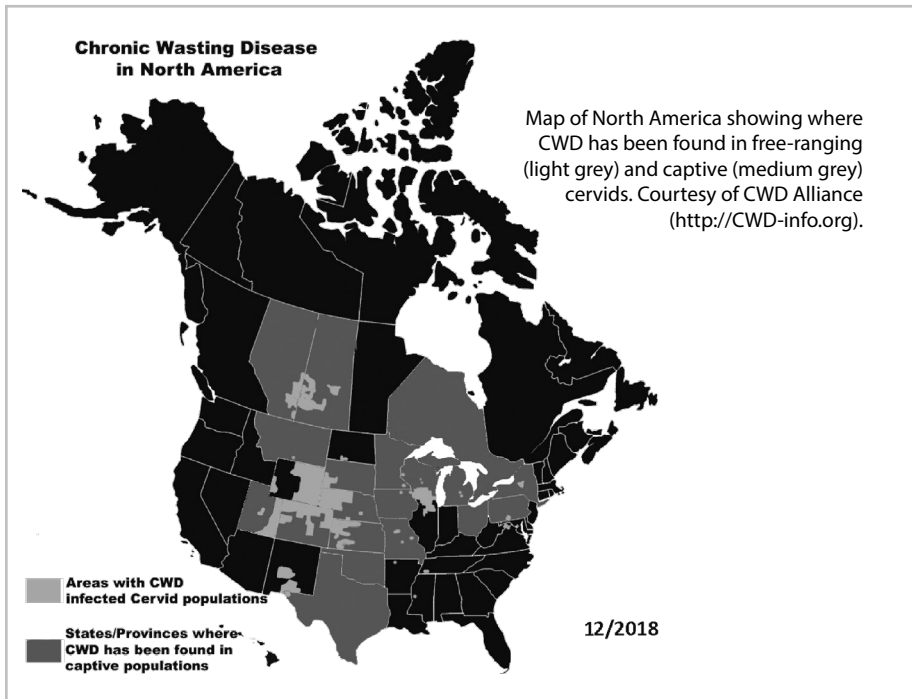 Chronic Wasting Disease
in North America
Map of North America showing where
CWD has been found in free-ranging
(light grey) and captive (medium grey)
cervids. Courtesy of CWD Alliance
(http://CWD-info.org).
Areas with CWD
infected Cervid populations
States/Provinces where
CWD has been found in
captive populations
12/2018